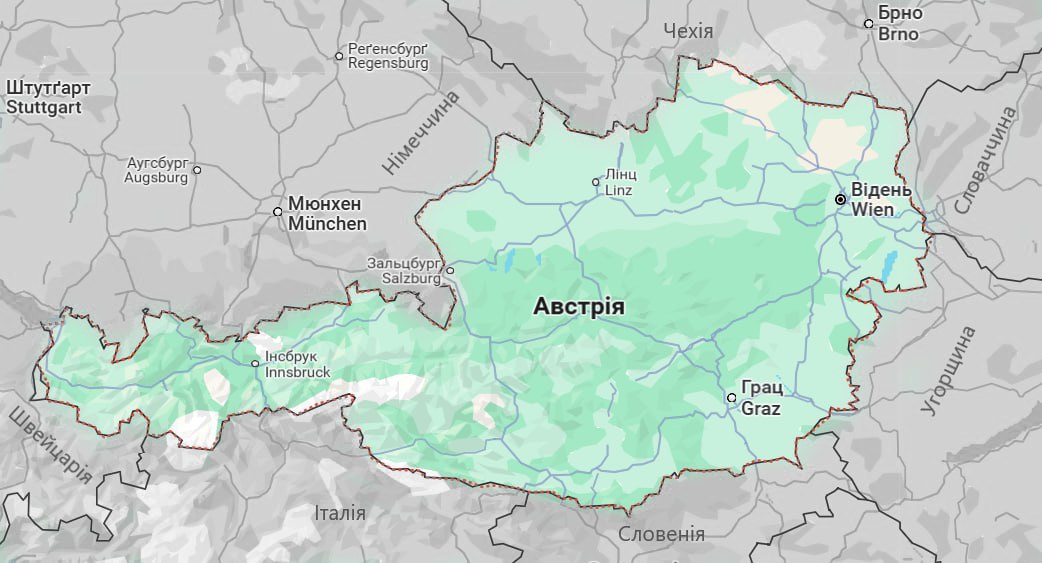 Чехія
Брно
Brno
Реґенсбурґ
Regensburg
Штутґарт
Stuttgart
Німеччина
Словаччина
Аугсбург
Augsburg
Лінц
Linz
Відень
Wien
Мюнхен
München
Зальцбург
Salzburg
Австрія
Інсбрук
Innsbruck
Грац
Graz
Угорщина
Швейцарія
Італія
Словенія